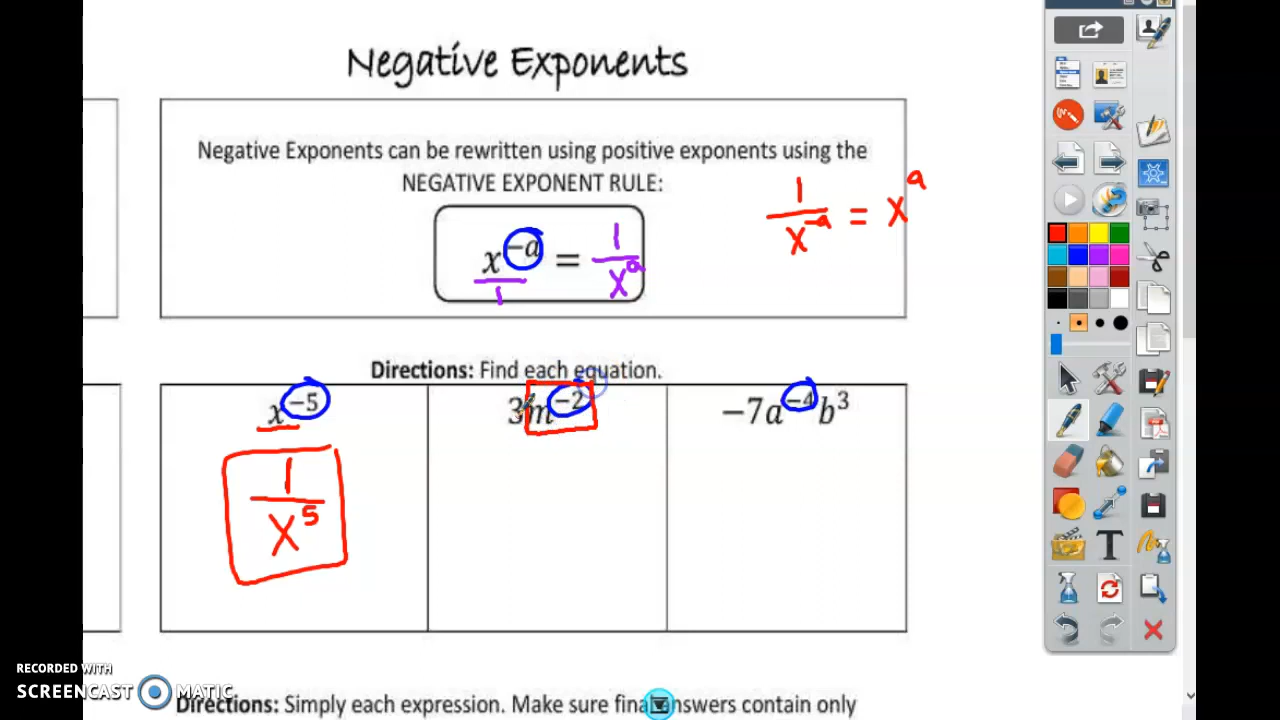 Negative Exponents
Negative Exponents can be rewritten using positive exponents using the
NEGATIVE EXPONENT RULE:
x^{-a} / 1 = 1 / x^a
1 / x^{-a} = x^a
Directions: Find each equation.
x^{-5}
3m^{-2}
-7a^{-4}b^3
1 / x^5
Directions: Simply each expression. Make sure final answers contain only
RECORDED WITH
SCREENCAST MATIC
T